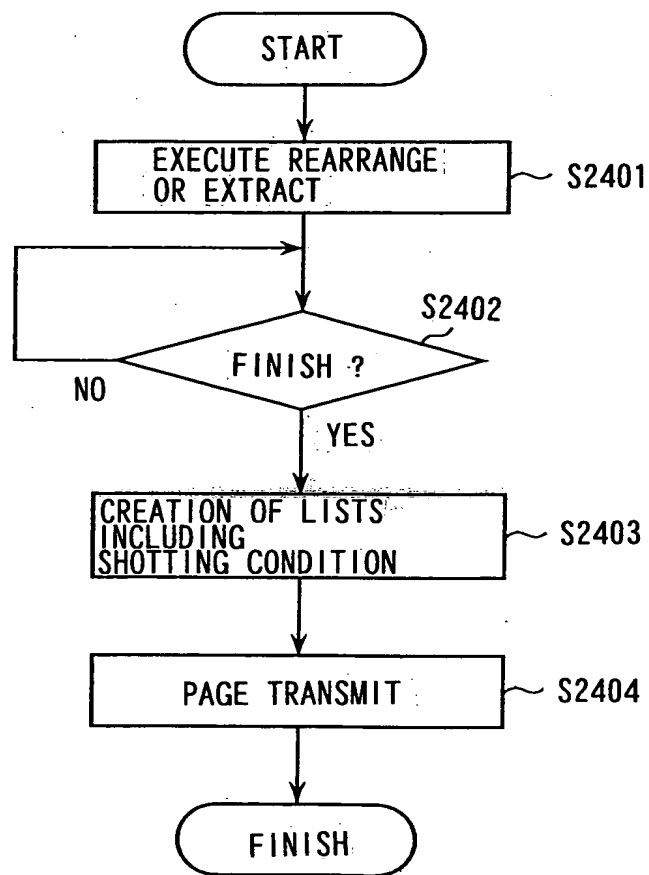 START
EXECUTE REARRANGE
OR EXTRACT
S2401
S2402
FINISH ?
NO
YES
CREATION OF LISTS
INCLUDING
SHOTTING CONDITION
S2403
PAGE TRANSMIT
S2404
FINISH